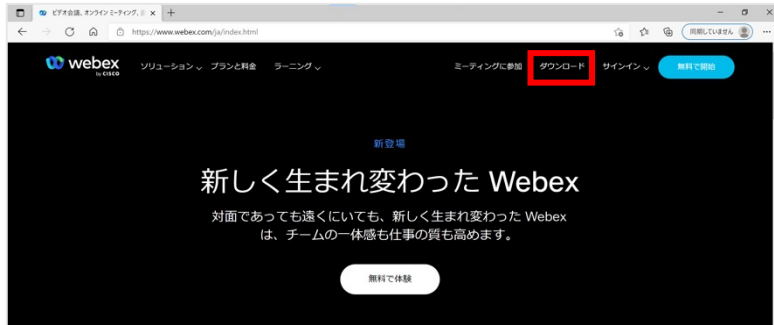 ビデオ会議、オンライン ミーティング、
https://www.webex.com/ja/index.html
同期していません
webex
by CISCO
ソリューション
プランと料金
ラーニング
ミーティングに参加
ダウンロード
サインイン
無料で開始
新登場
新しく生まれ変わった Webex
対面であっても遠くにいても、新しく生まれ変わった Webex
は、チームの一体感も仕事の質も高めます。
無料で体験